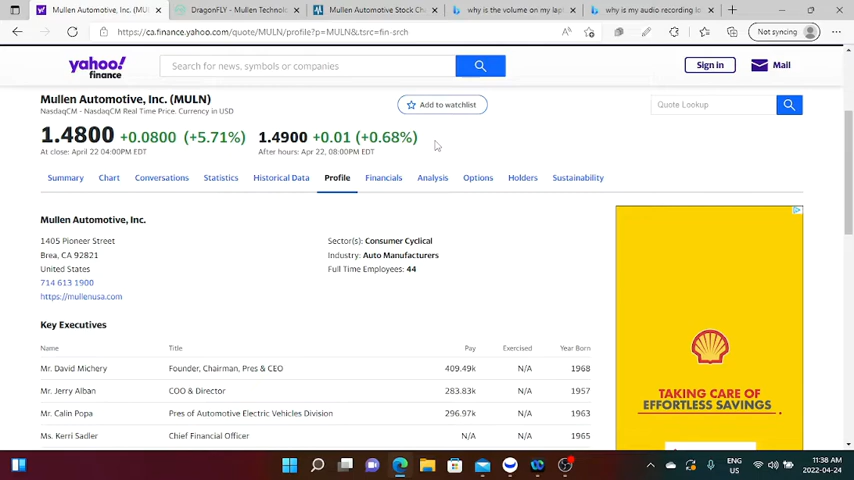 Mullen Automotive, Inc. (MU
DragonFLY - Mullen Technolo
Mullen Automotive Stock Ch
why is the volume on my lap
why is my audio recording lo
https://ca.finance.yahoo.com/quote/MULN/profile?p=MULN&.tsrc=fin-srch
Not syncing
yahoo!
finance
Search for news, symbols or companies
Sign in
Mail
Mullen Automotive, Inc. (MULN)
NasdaqCM - NasdaqCM Real Time Price. Currency in USD
Add to watchlist
Quote Lookup
1.4800 +0.0800 (+5.71%)
1.4900 +0.01 (+0.68%)
At close: April 22 04:00PM EDT
After hours: Apr 22, 08:00PM EDT
Summary Chart Conversations Statistics Historical Data Profile Financials Analysis Options Holders Sustainability
Mullen Automotive, Inc.
1405 Pioneer Street
Brea, CA 92821
United States
714 613 1900
https://mullenusa.com
Sector(s): Consumer Cyclical
Industry: Auto Manufacturers
Full Time Employees: 44
Key Executives
Name Title Pay Exercised Year Born
Mr. David Michery Founder, Chairman, Pres & CEO 409.49k N/A 1968
Mr. Jerry Alban COO & Director 283.83k N/A 1957
Mr. Calin Popa Pres of Automotive Electric Vehicles Division 296.97k N/A 1963
Ms. Kerri Sadler Chief Financial Officer N/A N/A 1965
TAKING CARE OF
EFFORTLESS SAVINGS
ENG
US
11:38 AM
2022-04-24